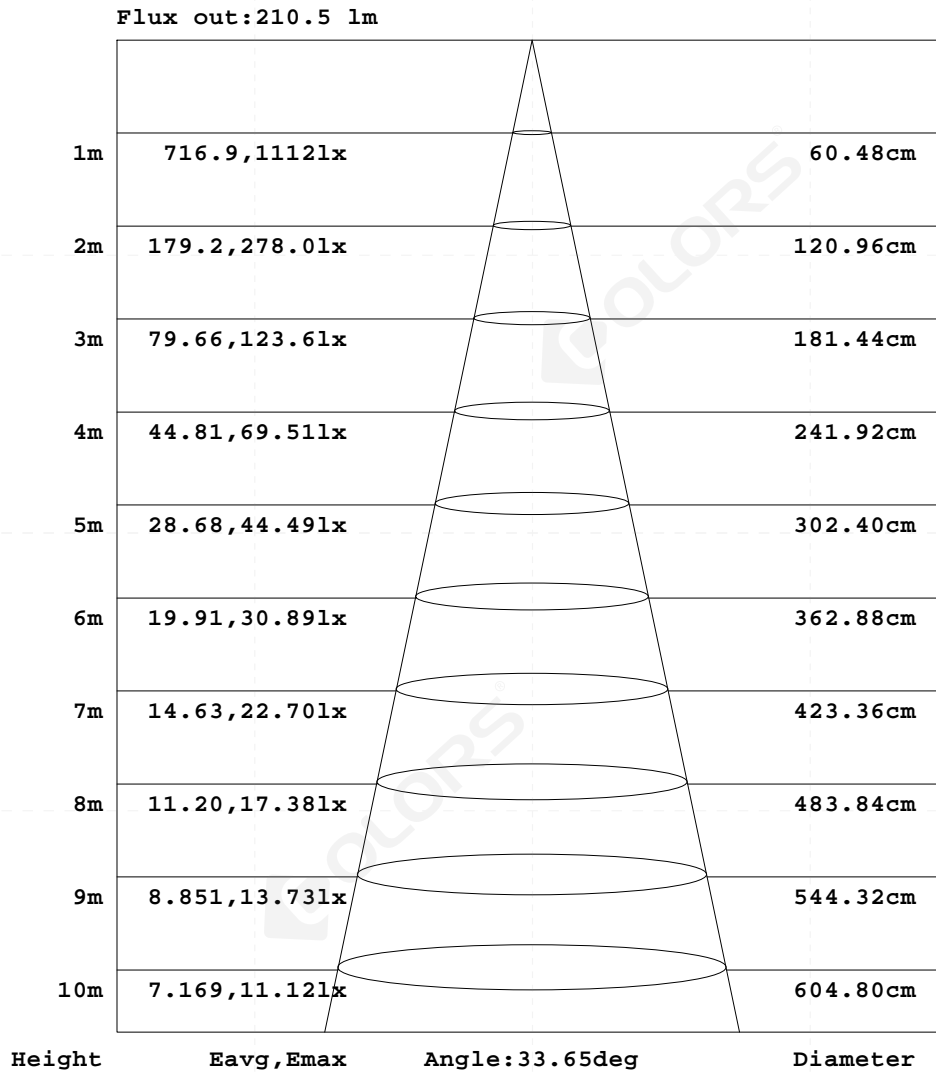 Flux out:210.5 lm
1m 716.9,1112lx 60.48cm
2m 179.2,278.0lx 120.96cm
3m 79.66,123.6lx 181.44cm
4m 44.81,69.51lx 241.92cm
5m 28.68,44.49lx 302.40cm
6m 19.91,30.89lx 362.88cm
7m 14.63,22.70lx 423.36cm
8m 11.20,17.38lx 483.84cm
9m 8.851,13.73lx 544.32cm
10m 7.169,11.12lx 604.80cm
Height Eavg,Emax Angle:33.65deg Diameter
COLORS®
COLORS®